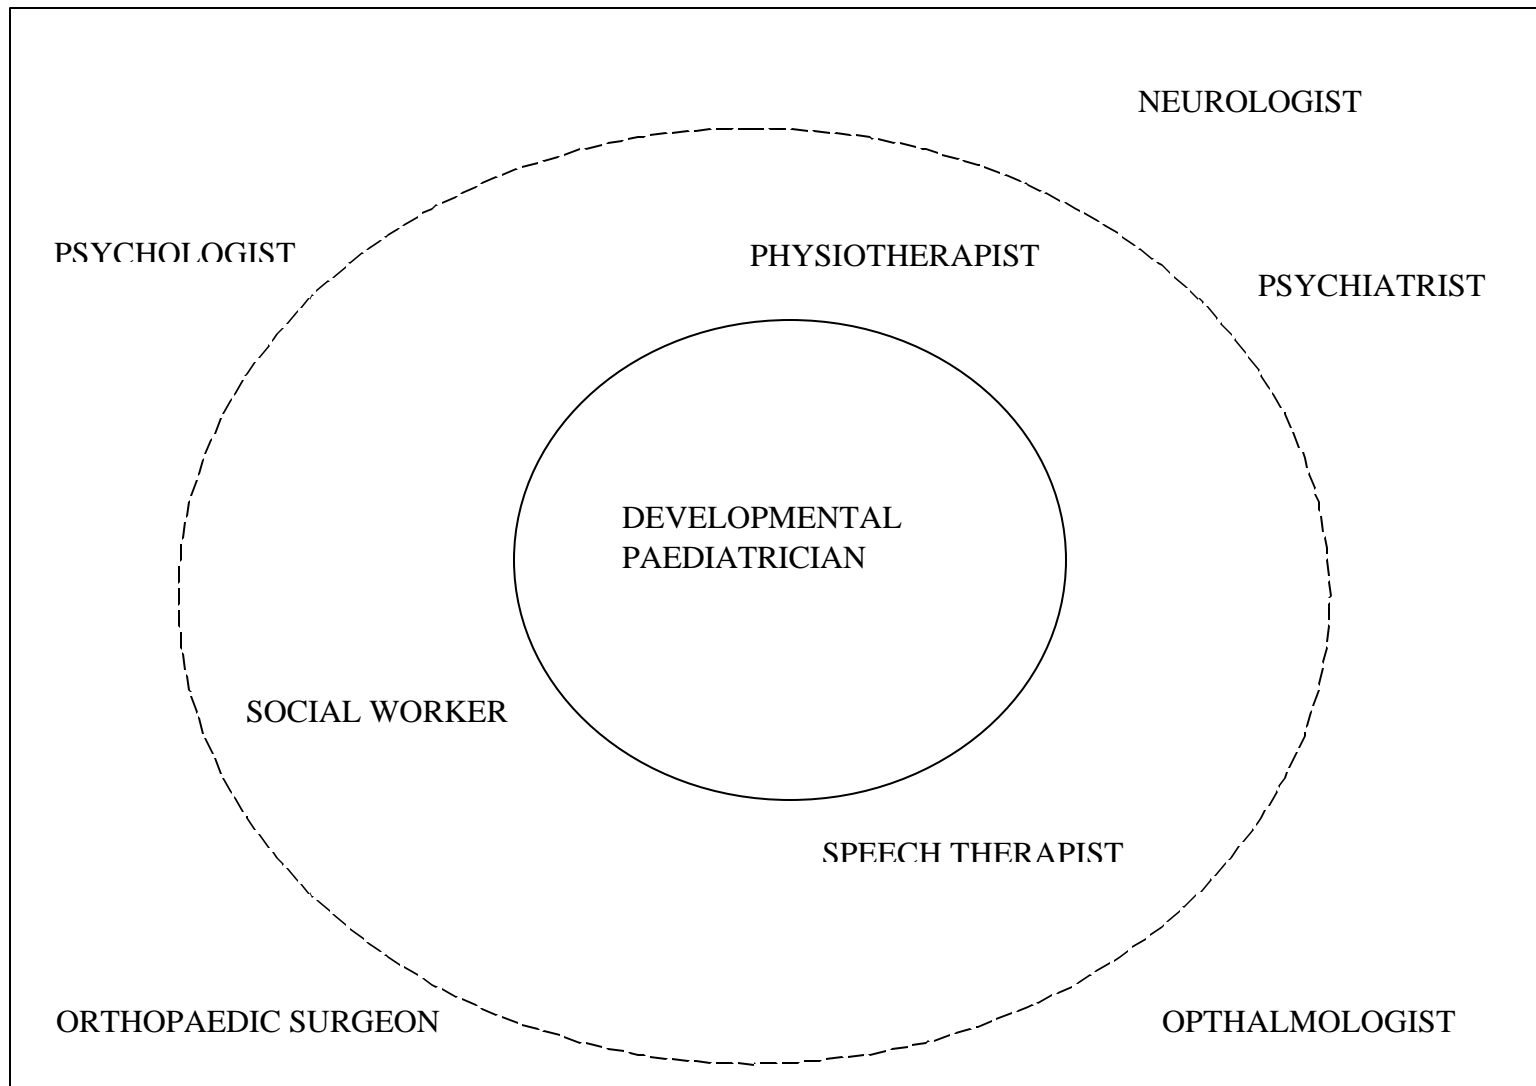 NEUROLOGIST
PSYCHOLOGIST
PHYSIOTHERAPIST
PSYCHIATRIST
DEVELOPMENTAL
PAEDIATRICIAN
SOCIAL WORKER
SPEECH THERAPIST
ORTHOPAEDIC SURGEON
OPTHALMOLOGIST